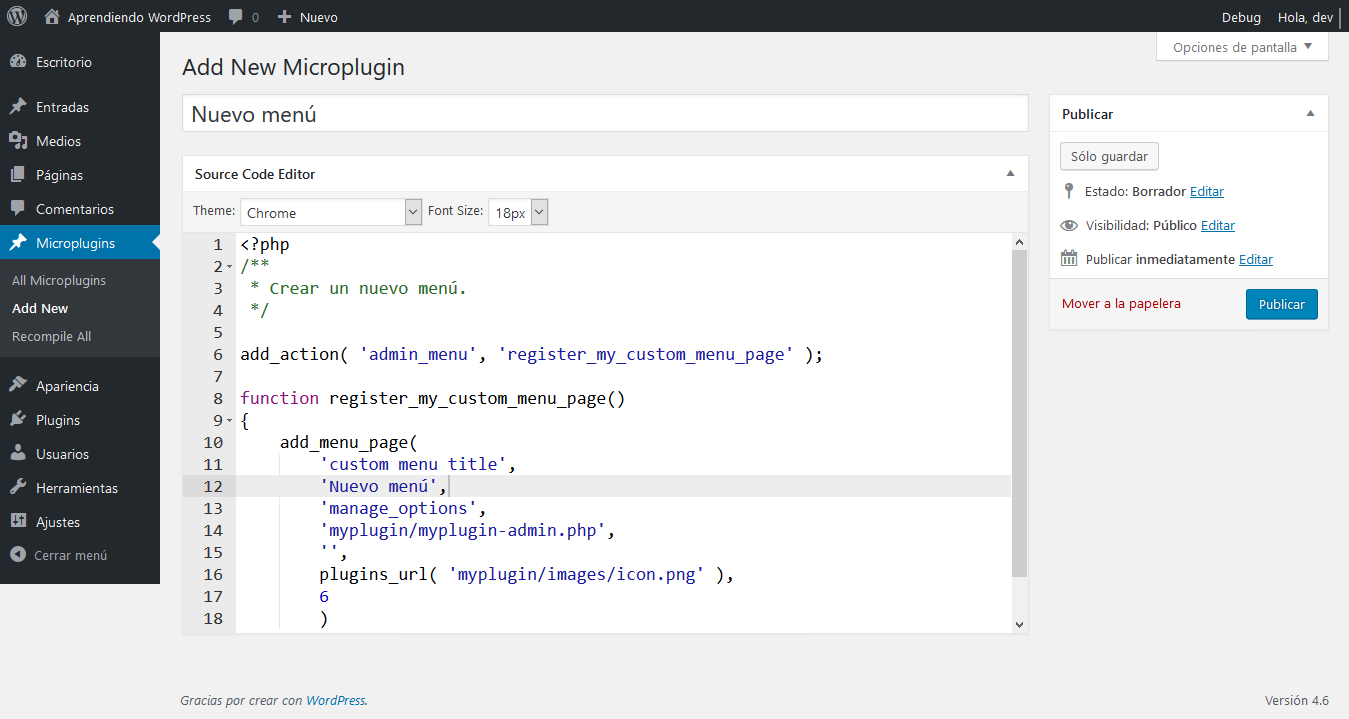 Aprendiendo WordPress 0 Nuevo Debug Hola, dev
Opciones de pantalla
Escritorio
Entradas
Medios
Páginas
Comentarios
Microplugins
All Microplugins
Add New
Recompile All
Apariencia
Plugins
Usuarios
Herramientas
Ajustes
Cerrar menú
Add New Microplugin
Nuevo menú
Source Code Editor
Theme: Chrome Font Size: 18px
1 <?php
2 /**
3  * Crear un nuevo menú.
4  */
5
6 add_action( 'admin_menu', 'register_my_custom_menu_page' );
7
8 function register_my_custom_menu_page()
9 {
10     add_menu_page(
11         'custom menu title',
12         'Nuevo menú',
13         'manage_options',
14         'myplugin/myplugin-admin.php',
15         '',
16         plugins_url( 'myplugin/images/icon.png' ),
17         6
18         )
Publicar
Sólo guardar
Estado: Borrador Editar
Visibilidad: Público Editar
Publicar inmediatamente Editar
Mover a la papelera Publicar
Gracias por crear con WordPress. Versión 4.6